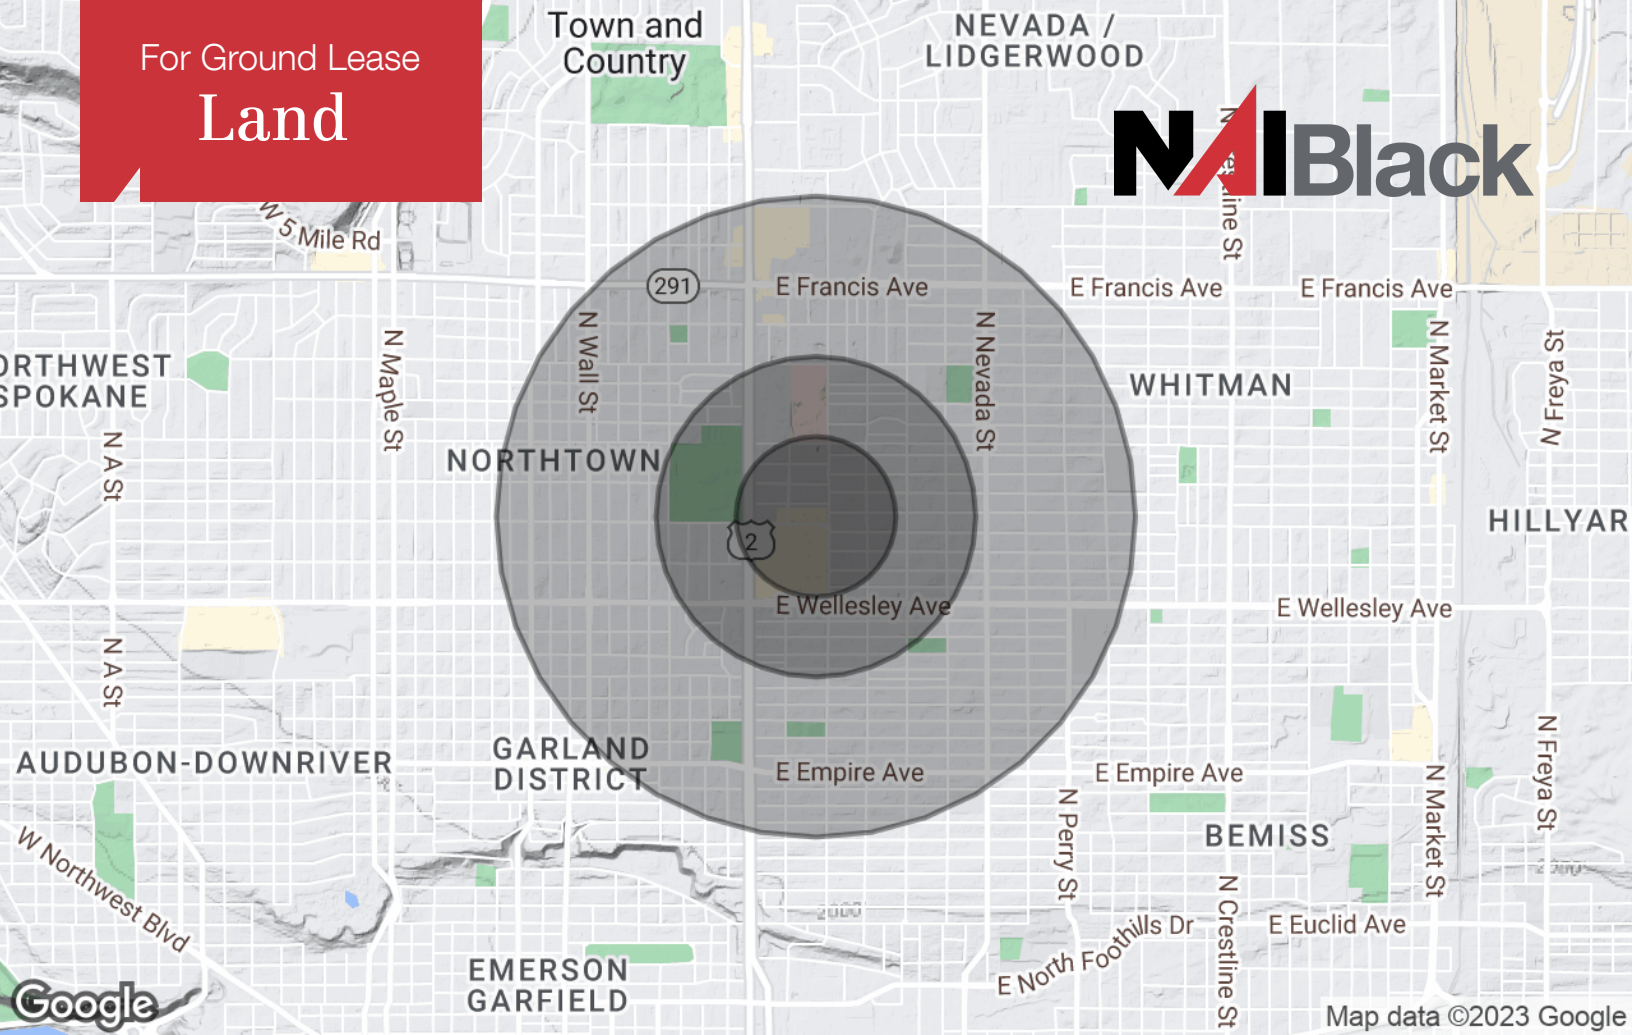 For Ground Lease
Land
Town and
Country
NEVADA /
LIDGERWOOD
NAIBlack
W 5 Mile Rd
291
E Francis Ave
E Francis Ave
E Francis Ave
N Wall St
N Nevada St
N Maple St
N Market St
N Freya St
ORTHWEST
SPOKANE
WHITMAN
N A St
NORTHTOWN
2
HILLYAR
E Wellesley Ave
E Wellesley Ave
N A St
AUDUBON-DOWNRIVER
GARLAND
DISTRICT
E Empire Ave
E Empire Ave
N Freya St
N Perry St
N Market St
BEMISS
W Northwest Blvd
2000
2000
N Crestline St
E Euclid Ave
E North Foothills Dr
EMERSON
GARFIELD
Google
Map data ©2023 Google